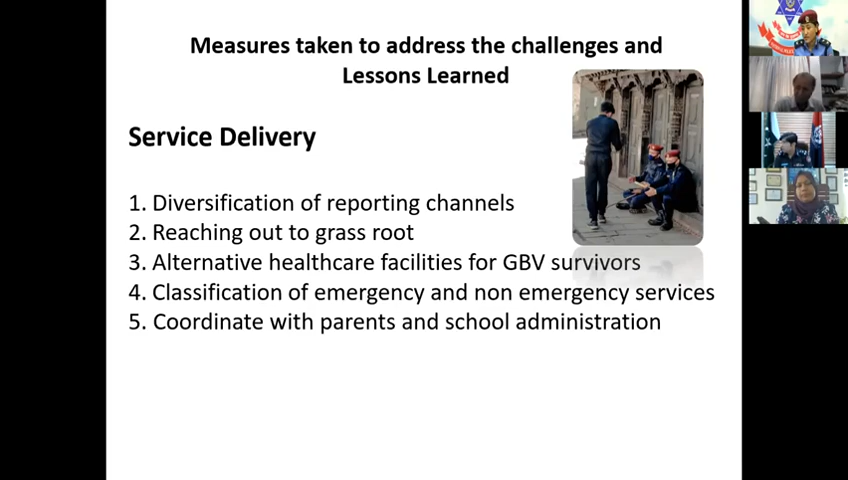 Measures taken to address the challenges and
Lessons Learned
Service Delivery
1. Diversification of reporting channels
2. Reaching out to grass root
3. Alternative healthcare facilities for GBV survivors
4. Classification of emergency and non emergency services
5. Coordinate with parents and school administration